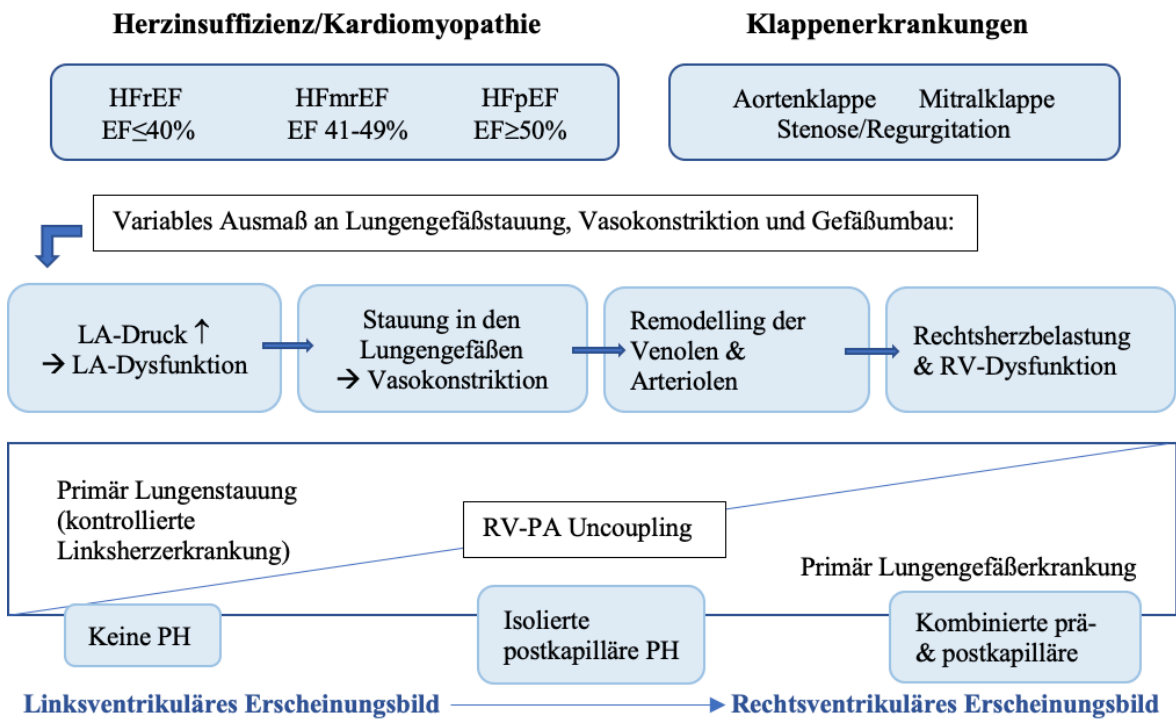 Herzinsuffizienz/Kardiomyopathie
Klappenerkrankungen
HFrEF HFmrEF HFpEF
EF≤40% EF 41-49% EF≥50%
Aortenklappe Mitralklappe
Stenose/Regurgitation
Variables Ausmaß an Lungengefäßstauung, Vasokonstriktion und Gefäßumbau:
LA-Druck ↑
→ LA-Dysfunktion
Stauung in den
Lungengefäßen
→ Vasokonstriktion
Remodelling der
Venolen &
Arteriolen
Rechtsherzbelastung
& RV-Dysfunktion
Primär Lungenstauung
(kontrollierte
Linksherzerkrankung)
RV-PA Uncoupling
Primär Lungengefäßerkrankung
Keine PH
Isolierte
postkapilläre PH
Kombinierte prä-
& postkapilläre
Linksventrikuläres Erscheinungsbild
Rechtsventrikuläres Erscheinungsbild